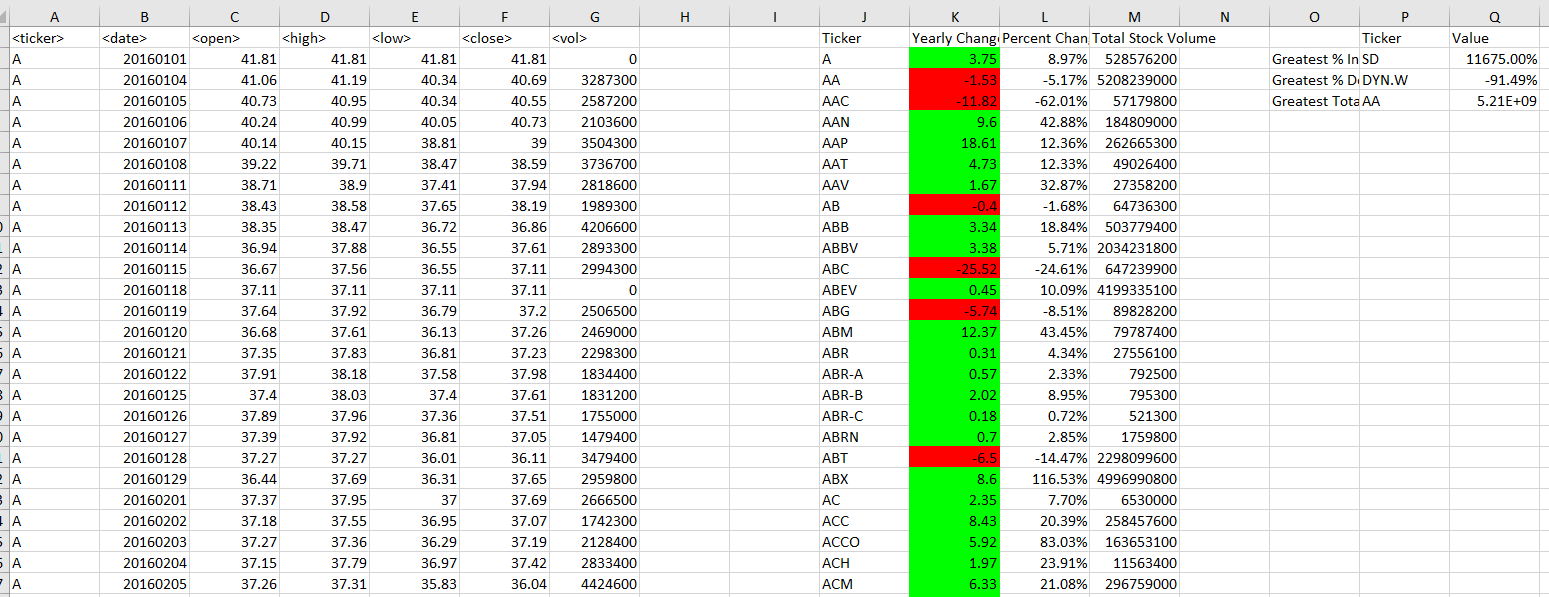 A B C D E F G H I J K L M N O P Q
<ticker> <date> <open> <high> <low> <close> <vol> Ticker Yearly Chang Percent Chan Total Stock Volume Ticker Value
A 20160101 41.81 41.81 41.81 41.81 0 A 3.75 8.97% 528576200 Greatest % In SD 11675.00%
A 20160104 41.06 41.19 40.34 40.69 3287300 AA -1.53 -5.17% 5208239000 Greatest % D DYN.W -91.49%
A 20160105 40.73 40.95 40.34 40.55 2587200 AAC -11.82 -62.01% 57179800 Greatest Tota AA 5.21E+09
A 20160106 40.24 40.99 40.05 40.73 2103600 AAN 9.6 42.88% 184809000
A 20160107 40.14 40.15 38.81 39 3504300 AAP 18.61 12.36% 262665300
A 20160108 39.22 39.71 38.47 38.59 3736700 AAT 4.73 12.33% 49026400
A 20160111 38.71 38.9 37.41 37.94 2818600 AAV 1.67 32.87% 27358200
A 20160112 38.43 38.58 37.65 38.19 1989300 AB -0.4 -1.68% 64736300
A 20160113 38.35 38.47 36.72 36.86 4206600 ABB 3.34 18.84% 503779400
A 20160114 36.94 37.88 36.55 37.61 2893300 ABBV 3.38 5.71% 2034231800
A 20160115 36.67 37.56 36.55 37.11 2994300 ABC -25.52 -24.61% 647239900
A 20160118 37.11 37.11 37.11 37.11 0 ABEV 0.45 10.09% 4199335100
A 20160119 37.64 37.92 36.79 37.2 2506500 ABG -5.74 -8.51% 89828200
A 20160120 36.68 37.61 36.13 37.26 2469000 ABM 12.37 43.45% 79787400
A 20160121 37.35 37.83 36.81 37.23 2298300 ABR 0.31 4.34% 27556100
A 20160122 37.91 38.18 37.58 37.98 1834400 ABR-A 0.57 2.33% 792500
A 20160125 37.4 38.03 37.4 37.61 1831200 ABR-B 2.02 8.95% 795300
A 20160126 37.89 37.96 37.36 37.51 1755000 ABR-C 0.18 0.72% 521300
A 20160127 37.39 37.92 36.81 37.05 1479400 ABRN 0.7 2.85% 1759800
A 20160128 37.27 37.27 36.01 36.11 3479400 ABT -6.5 -14.47% 2298099600
A 20160129 36.44 37.69 36.31 37.65 2959800 ABX 8.6 116.53% 4996990800
A 20160201 37.37 37.95 37 37.69 2666500 AC 2.35 7.70% 6530000
A 20160202 37.18 37.55 36.95 37.07 1742300 ACC 8.43 20.39% 258457600
A 20160203 37.27 37.36 36.29 37.19 2128400 ACCO 5.92 83.03% 163653100
A 20160204 37.15 37.79 36.97 37.42 2833400 ACH 1.97 23.91% 11563400
A 20160205 37.26 37.31 35.83 36.04 4424600 ACM 6.33 21.08% 296759000